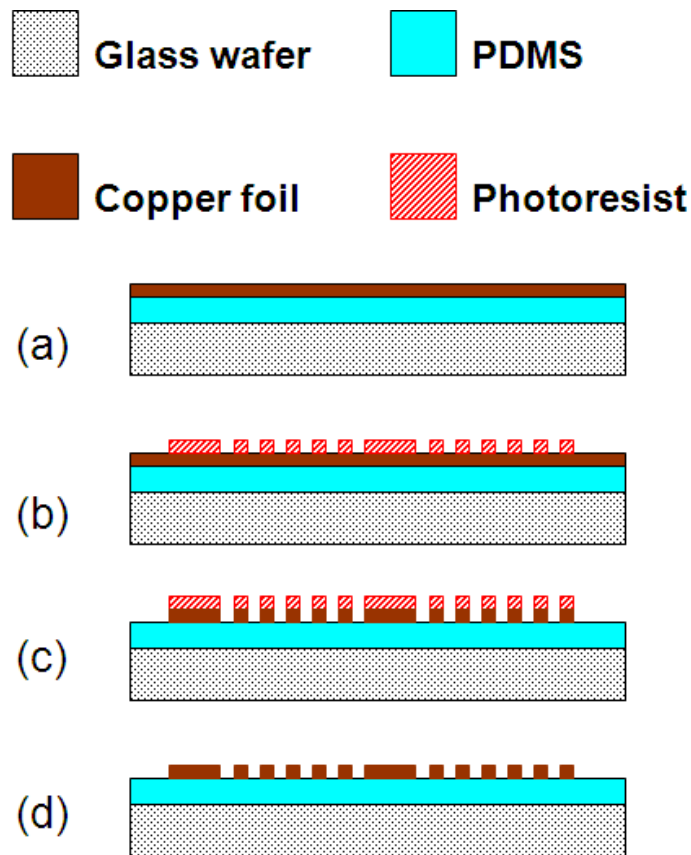 Glass wafer
PDMS
Copper foil
Photoresist
(a)
(b)
(c)
(d)